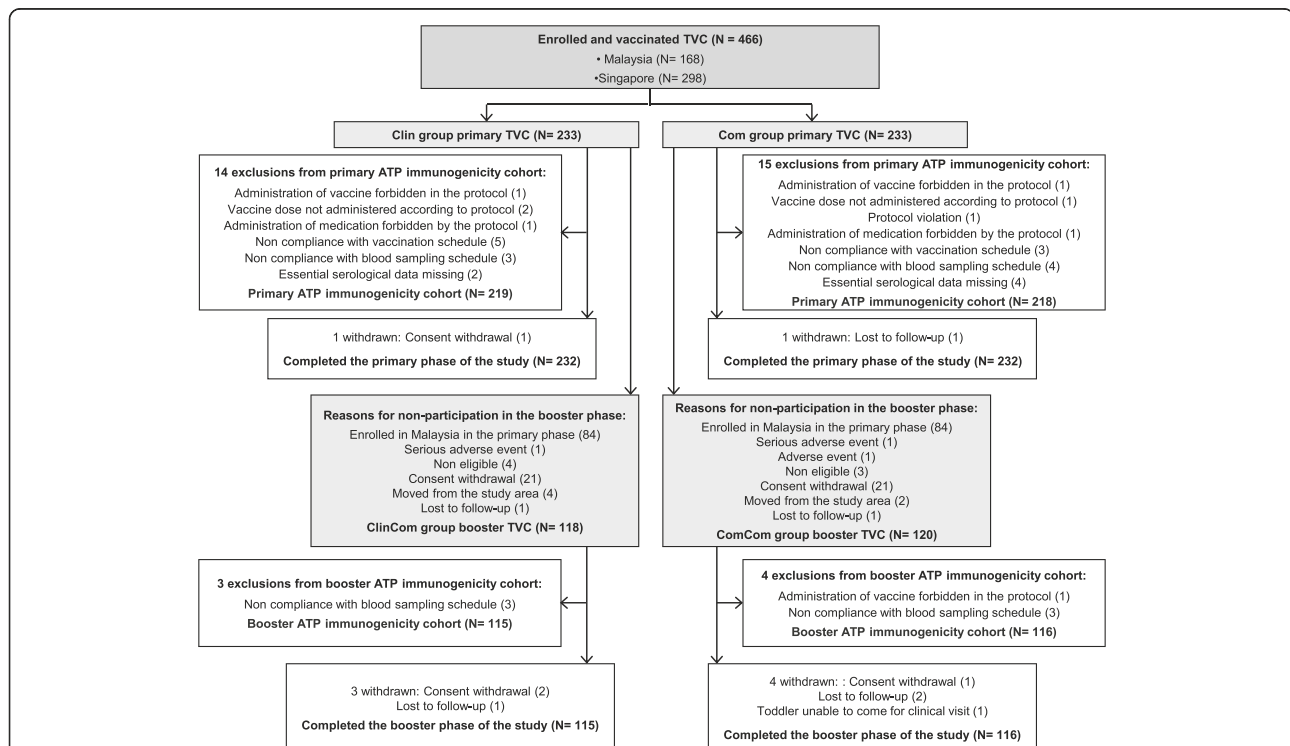 Enrolled and vaccinated TVC (N = 466)
• Malaysia (N= 168)
•Singapore (N= 298)
Clin group primary TVC (N= 233)
Com group primary TVC (N= 233)
14 exclusions from primary ATP immunogenicity cohort:
Administration of vaccine forbidden in the protocol (1)
Vaccine dose not administered according to protocol (2)
Administration of medication forbidden by the protocol (1)
Non compliance with vaccination schedule (5)
Non compliance with blood sampling schedule (3)
Essential serological data missing (2)
Primary ATP immunogenicity cohort (N= 219)
15 exclusions from primary ATP immunogenicity cohort:
Administration of vaccine forbidden in the protocol (1)
Vaccine dose not administered according to protocol (1)
Protocol violation (1)
Administration of medication forbidden by the protocol (1)
Non compliance with vaccination schedule (3)
Non compliance with blood sampling schedule (4)
Essential serological data missing (4)
Primary ATP immunogenicity cohort (N= 218)
1 withdrawn: Consent withdrawal (1)
Completed the primary phase of the study (N= 232)
1 withdrawn: Lost to follow-up (1)
Completed the primary phase of the study (N= 232)
Reasons for non-participation in the booster phase:
Enrolled in Malaysia in the primary phase (84)
Serious adverse event (1)
Non eligible (4)
Consent withdrawal (21)
Moved from the study area (4)
Lost to follow-up (1)
ClinCom group booster TVC (N= 118)
Reasons for non-participation in the booster phase:
Enrolled in Malaysia in the primary phase (84)
Serious adverse event (1)
Adverse event (1)
Non eligible (3)
Consent withdrawal (21)
Moved from the study area (2)
Lost to follow-up (1)
ComCom group booster TVC (N= 120)
3 exclusions from booster ATP immunogenicity cohort:
Non compliance with blood sampling schedule (3)
Booster ATP immunogenicity cohort (N= 115)
4 exclusions from booster ATP immunogenicity cohort:
Administration of vaccine forbidden in the protocol (1)
Non compliance with blood sampling schedule (3)
Booster ATP immunogenicity cohort (N= 116)
3 withdrawn: Consent withdrawal (2)
Lost to follow-up (1)
Completed the booster phase of the study (N= 115)
4 withdrawn: : Consent withdrawal (1)
Lost to follow-up (2)
Toddler unable to come for clinical visit (1)
Completed the booster phase of the study (N= 116)